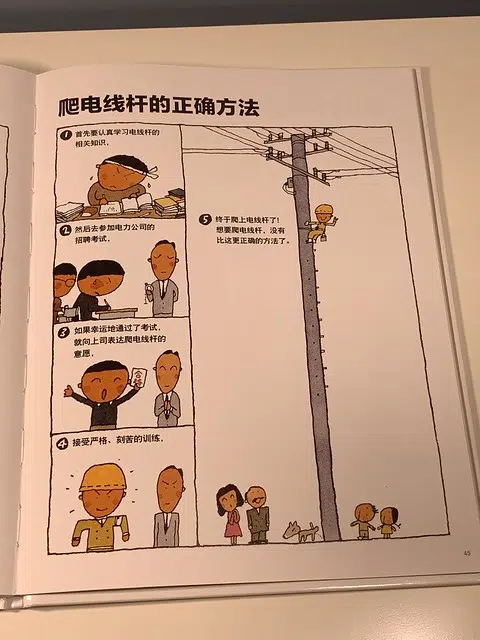 爬电线杆的正确方法
1 首先要认真学习电线杆的
相关知识，
2 然后去参加电力公司的
招聘考试，
3 如果幸运地通过了考试，
就向上司表达爬电线杆的
意愿，
合格
4 接受严格、刻苦的训练，
5 终于爬上电线杆了！
想要爬电线杆，没有
比这更正确的方法了。
45